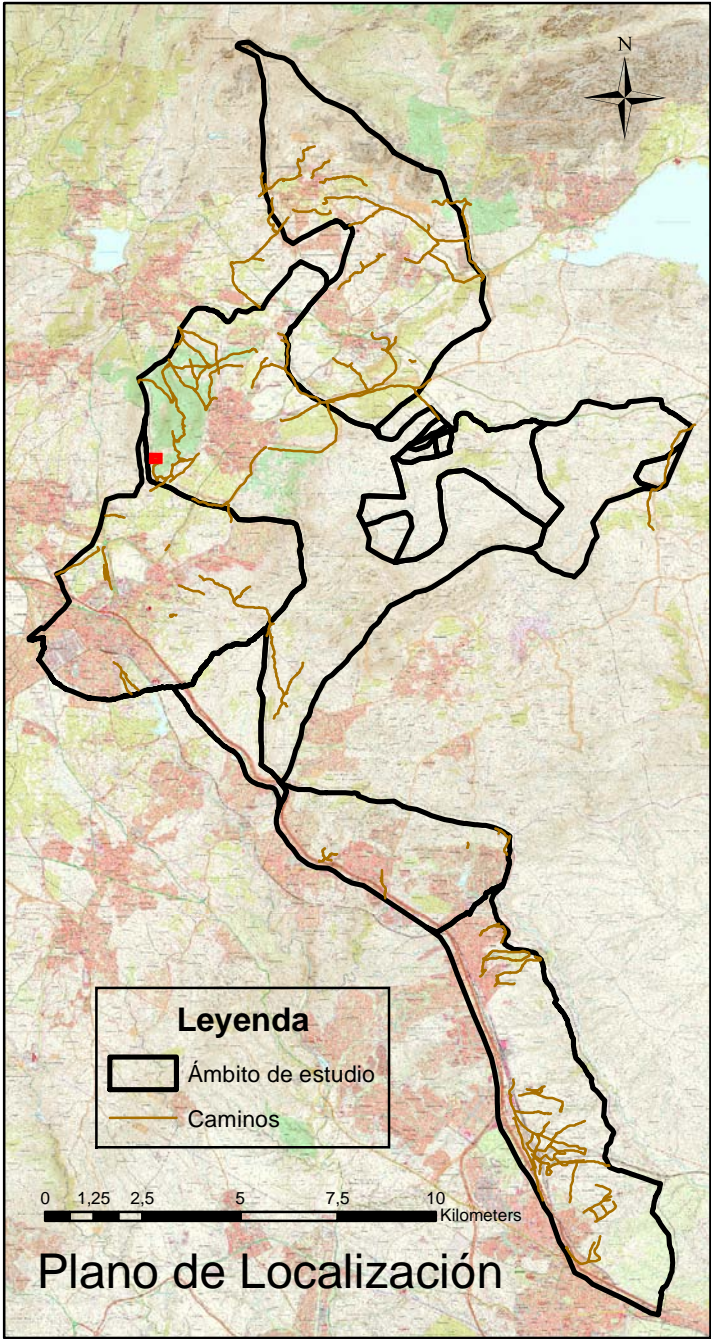 N
Leyenda
Ámbito de estudio
Caminos
0 1,25 2,5 5 7,5 10
Kilometers
Plano de Localización